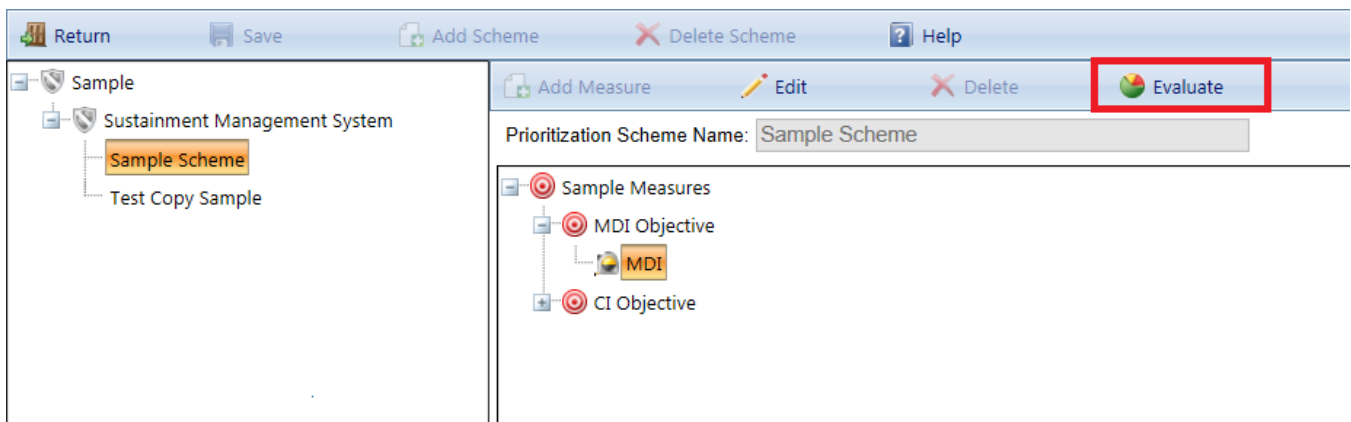 Return Save Add Scheme Delete Scheme Help
Sample
Sustainment Management System
Sample Scheme
Test Copy Sample
Add Measure Edit Delete Evaluate
Prioritization Scheme Name: Sample Scheme
Sample Measures
MDI Objective
MDI
CI Objective